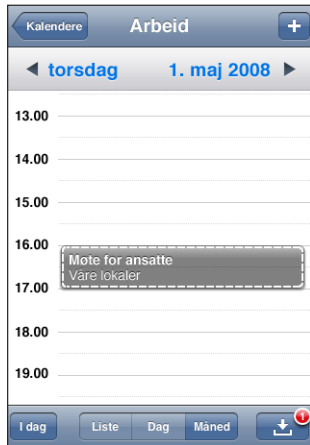 Kalendere Arbeid +
torsdag 1. maj 2008
13.00
14.00
15.00
16.00
Møte for ansatte
Våre lokaler
17.00
18.00
19.00
I dag Liste Dag Måned 1